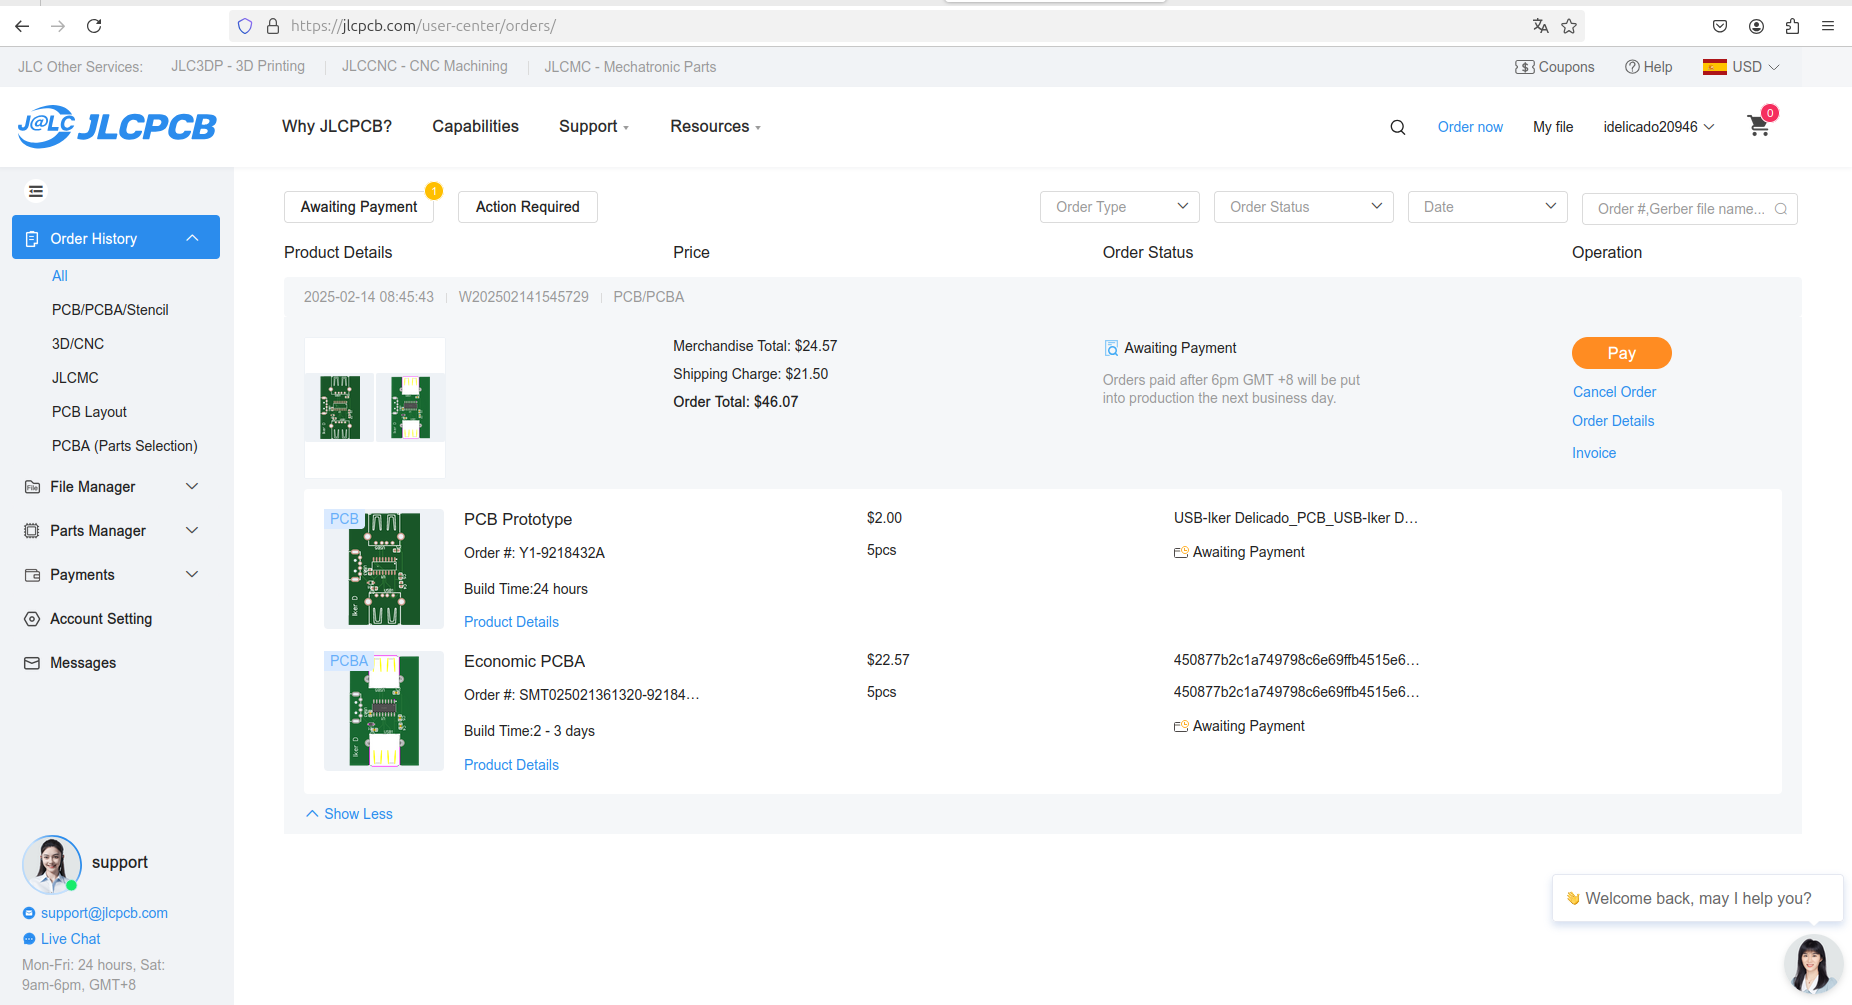 https://jlcpcb.com/user-center/orders/
JLC Other Services: JLC3DP - 3D Printing JLCCNC - CNC Machining JLCMC - Mechatronic Parts Coupons Help USD
J@LC JLCPCB Why JLCPCB? Capabilities Support Resources Order now My file idelicado20946 0
Order History
All
PCB/PCBA/Stencil
3D/CNC
JLCMC
PCB Layout
PCBA (Parts Selection)
File Manager
Parts Manager
Payments
Account Setting
Messages
support
support@jlcpcb.com
Live Chat
Mon-Fri: 24 hours, Sat:
9am-6pm, GMT+8
Awaiting Payment 1 Action Required Order Type Order Status Date Order #,Gerber file name...
Product Details Price Order Status Operation
2025-02-14 08:45:43 W202502141545729 PCB/PCBA
Merchandise Total: $24.57
Shipping Charge: $21.50
Order Total: $46.07
Awaiting Payment
Orders paid after 6pm GMT +8 will be put
into production the next business day.
Pay
Cancel Order
Order Details
Invoice
PCB
Iker D
PCB Prototype $2.00 USB-Iker Delicado_PCB_USB-Iker D…
Order #: Y1-9218432A 5pcs Awaiting Payment
Build Time:24 hours
Product Details
PCBA
Iker D
Economic PCBA $22.57 450877b2c1a749798c6e69ffb4515e6…
Order #: SMT025021361320-92184… 5pcs 450877b2c1a749798c6e69ffb4515e6…
Build Time:2 - 3 days Awaiting Payment
Product Details
Show Less
👋 Welcome back, may I help you?